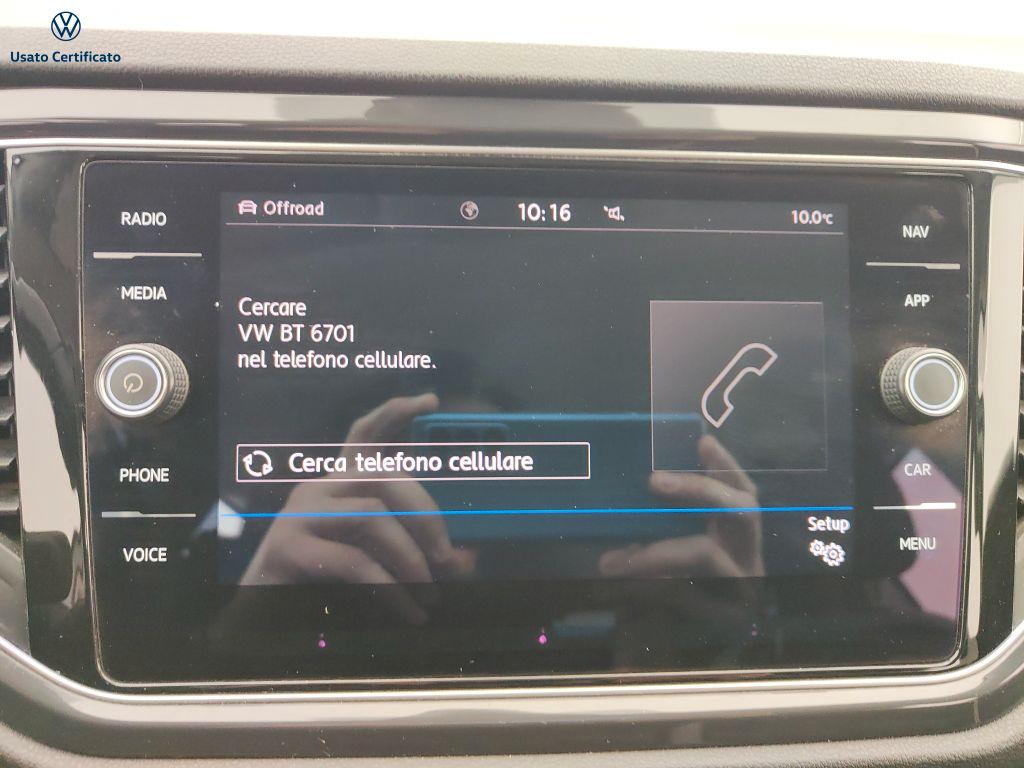 Usato Certificato
RADIO
MEDIA
PHONE
VOICE
Offroad
10:16
10.0°C
Cercare
VW BT 6701
nel telefono cellulare.
Cerca telefono cellulare
Setup
NAV
APP
CAR
MENU